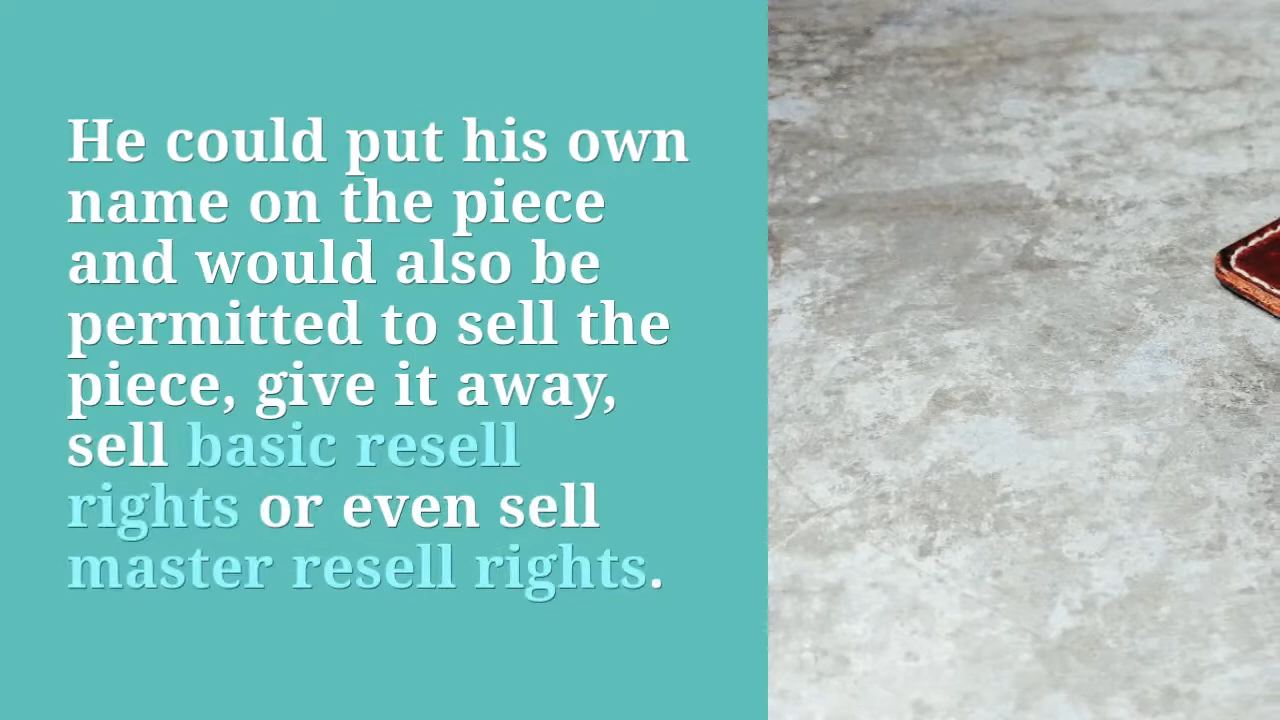 He could put his own
name on the piece
and would also be
permitted to sell the
piece, give it away,
sell basic resell
rights or even sell
master resell rights.